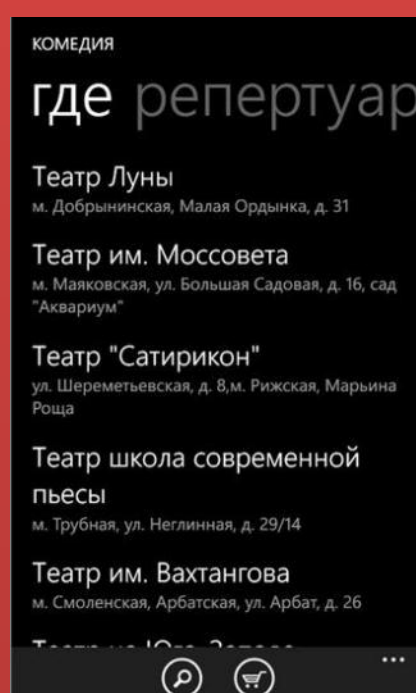 КОМЕДИЯ
где репертуар
Театр Луны
м. Добрынинская, Малая Ордынка, д. 31
Театр им. Моссовета
м. Маяковская, ул. Большая Садовая, д. 16, сад
"Аквариум"
Театр "Сатирикон"
ул. Шереметьевская, д. 8,м. Рижская, Марьина
Роща
Театр школа современной
пьесы
м. Трубная, ул. Неглинная, д. 29/14
Театр им. Вахтангова
м. Смоленская, Арбатская, ул. Арбат, д. 26